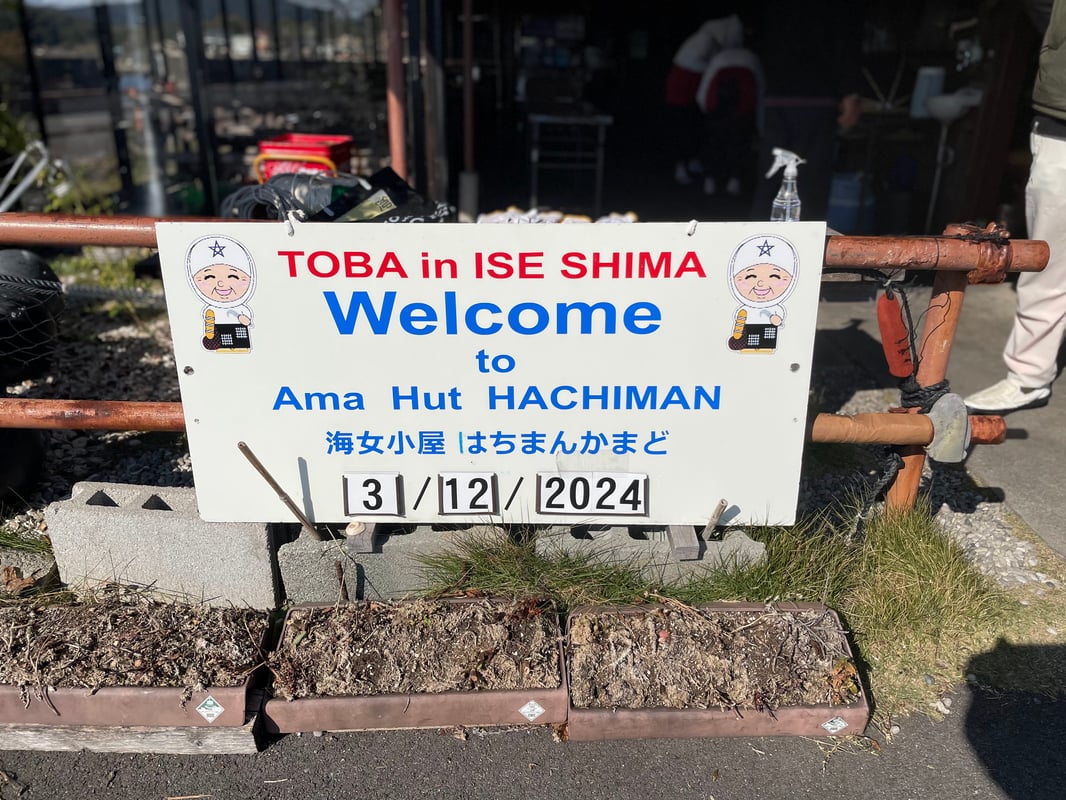 TOBA in ISE SHIMA
Welcome
to
Ama Hut HACHIMAN
海女小屋 はちまんかまど
3 / 12 / 2024